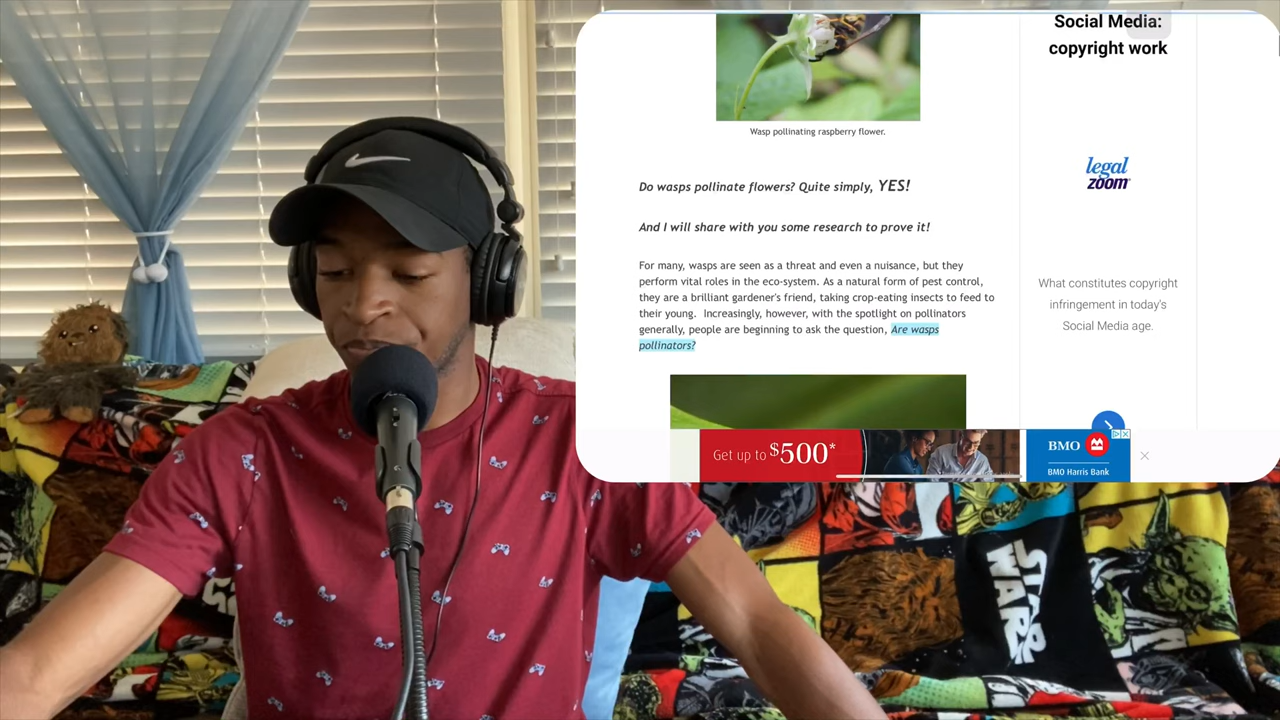 Social Media:
copyright work
Wasp pollinating raspberry flower.
legal
zoom
Do wasps pollinate flowers? Quite simply, YES!
And I will share with you some research to prove it!
For many, wasps are seen as a threat and even a nuisance, but they
perform vital roles in the eco-system. As a natural form of pest control,
they are a brilliant gardener's friend, taking crop-eating insects to feed to
their young. Increasingly, however, with the spotlight on pollinators
generally, people are beginning to ask the question, Are wasps
pollinators?
What constitutes copyright
infringement in today's
Social Media age.
Get up to $500*
BMO
BMO Harris Bank
STAR
WARS